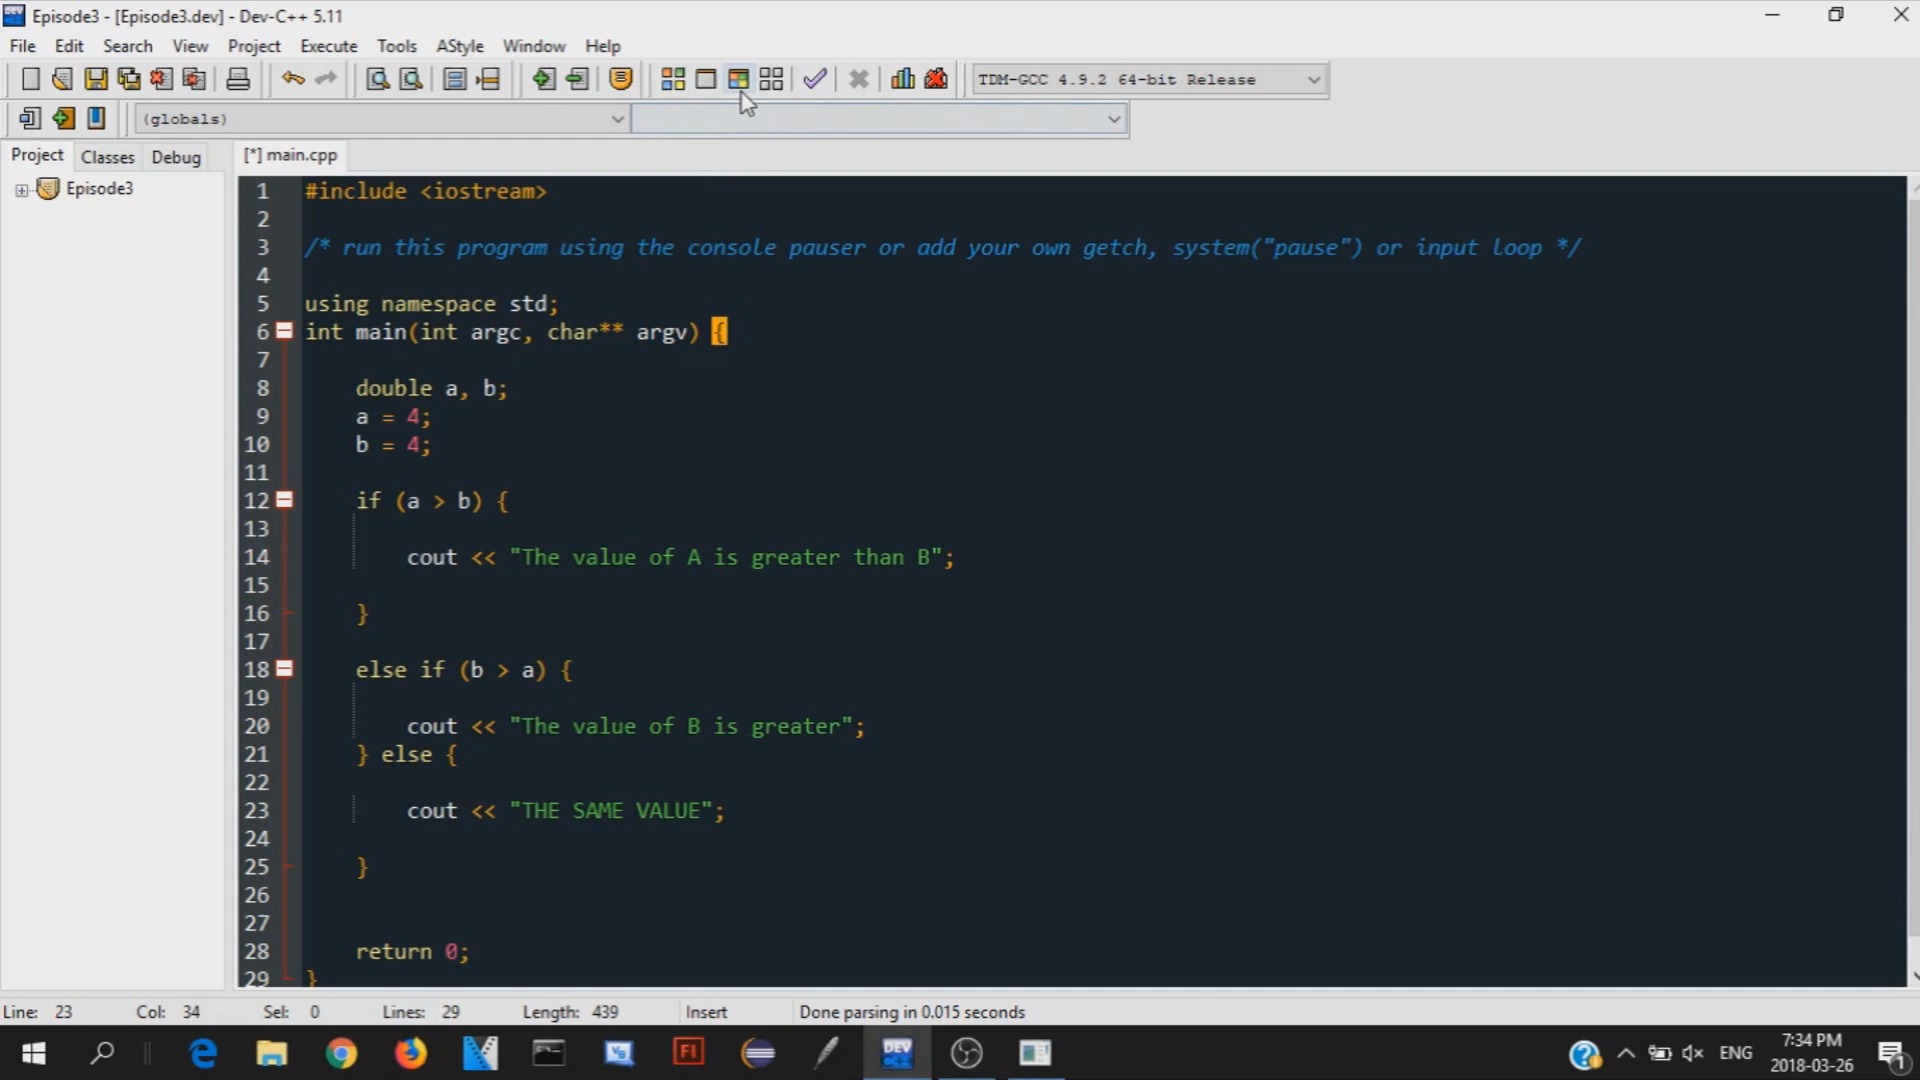 Episode3 - [Episode3.dev] - Dev-C++ 5.11
File Edit Search View Project Execute Tools AStyle Window Help
TDM-GCC 4.9.2 64-bit Release
(globals)
Project Classes Debug [*] main.cpp
Episode3
1 #include <iostream>
2
3 /* run this program using the console pauser or add your own getch, system("pause") or input loop */
4
5 using namespace std;
6 int main(int argc, char** argv) {
7
8 double a, b;
9 a = 4;
10 b = 4;
11
12 if (a > b) {
13
14 cout << "The value of A is greater than B";
15
16 }
17
18 else if (b > a) {
19
20 cout << "The value of B is greater";
21 } else {
22
23 cout << "THE SAME VALUE";
24
25 }
26
27
28 return 0;
29 }
Line: 23 Col: 34 Sel: 0 Lines: 29 Length: 439 Insert Done parsing in 0.015 seconds
VB Fl DEV C++ ENG 7:34 PM
2018-03-26 1